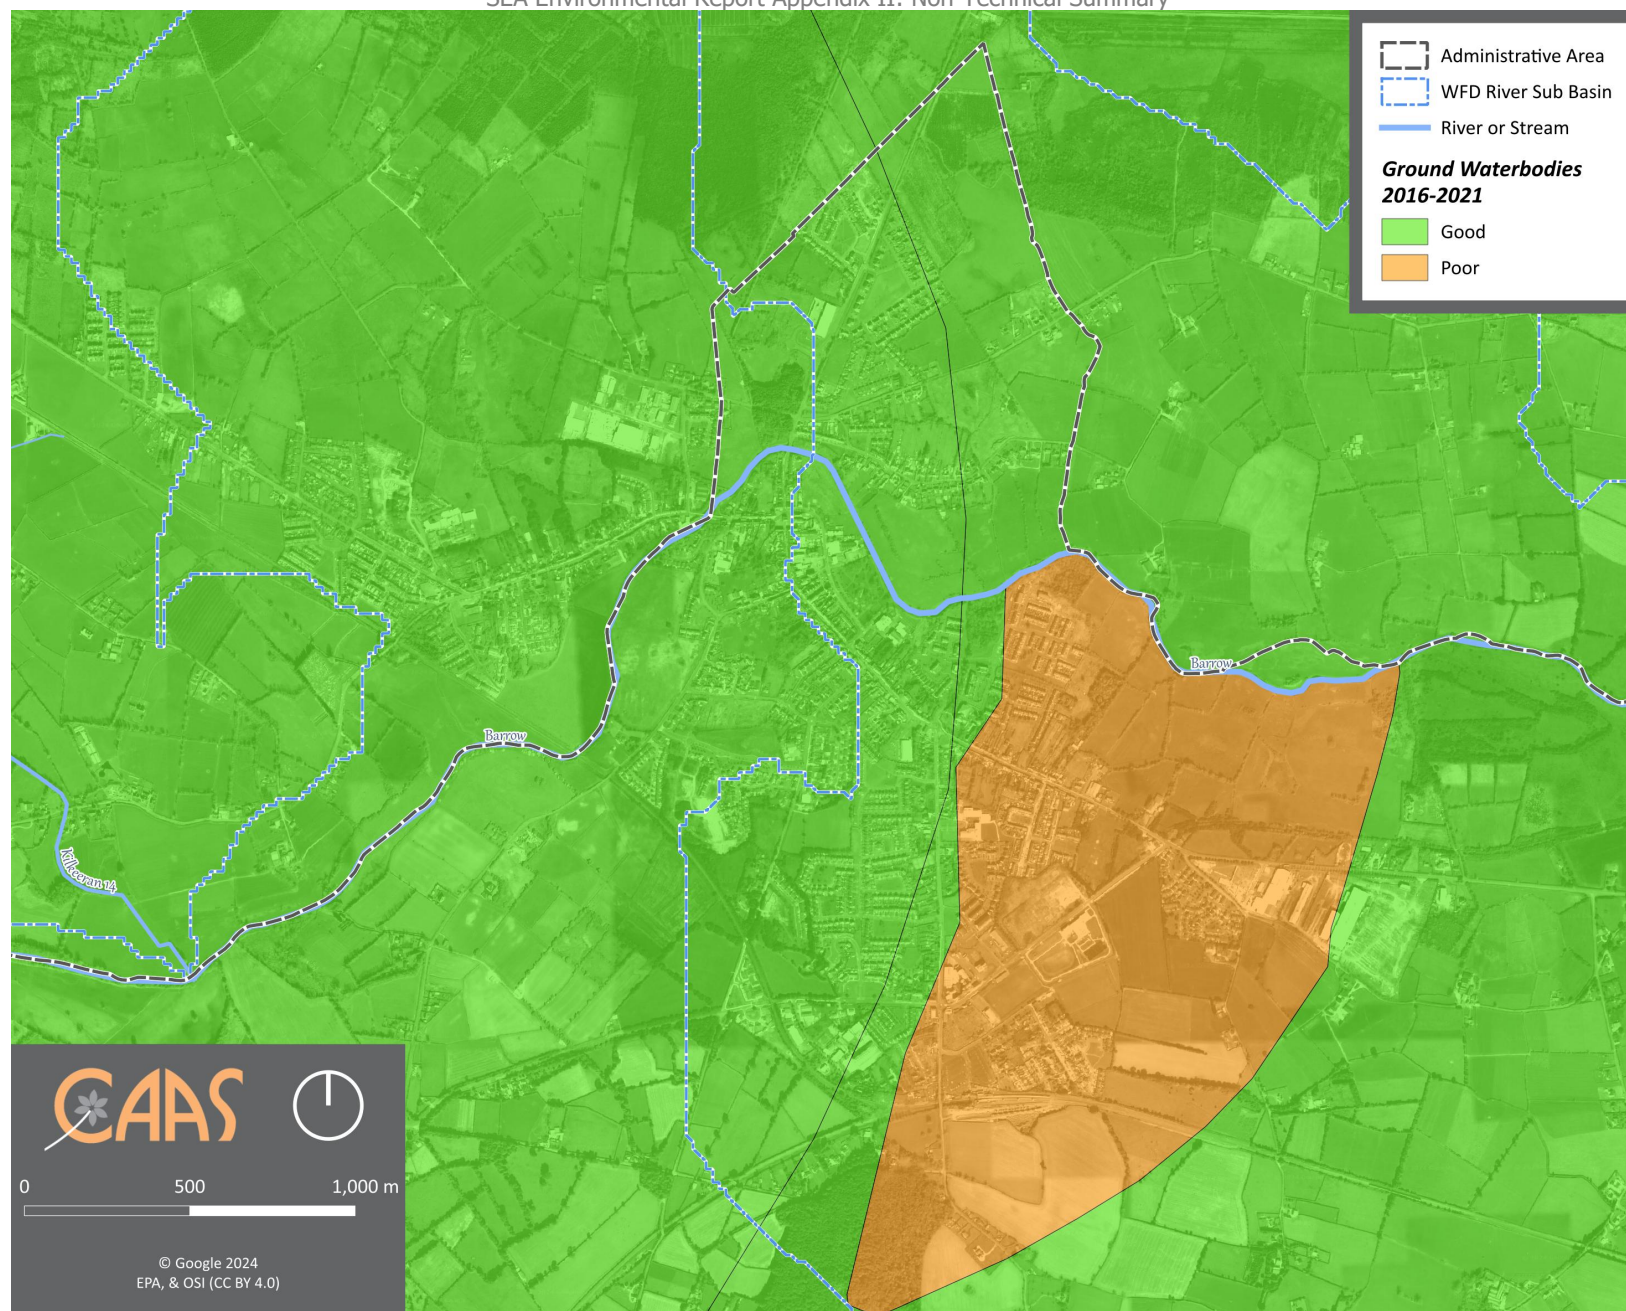 SEA Environmental Report Appendix II: Non-Technical Summary
Administrative Area
WFD River Sub Basin
River or Stream
Ground Waterbodies
2016-2021
Good
Poor
Barrow
Barrow
Kilkeeran 14
CAAS
0 500 1,000 m
© Google 2024
EPA, & OSI (CC BY 4.0)